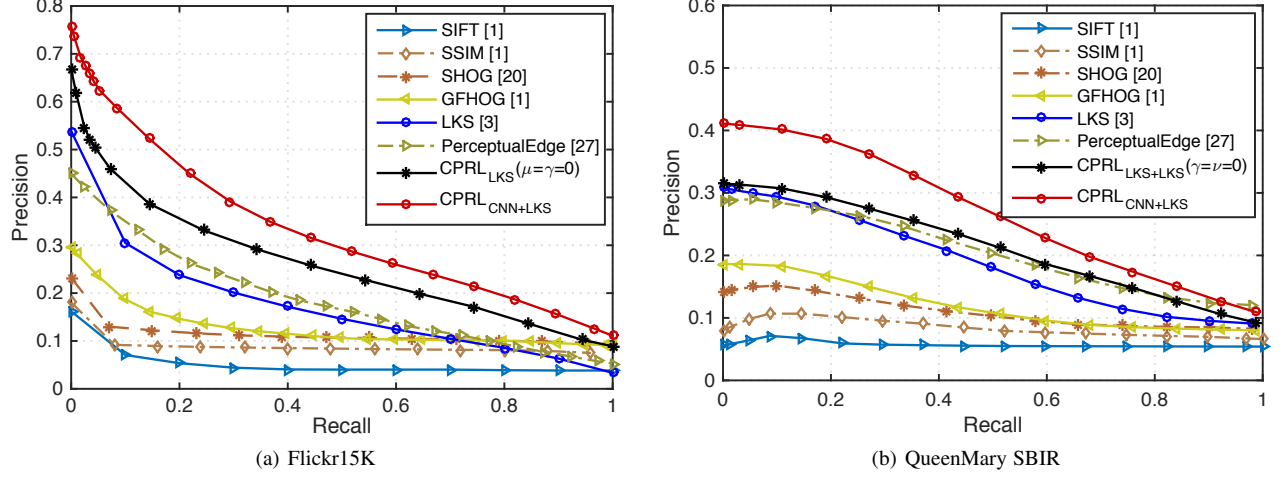 0.8
0.7
0.6
0.5
0.4
0.3
0.2
0.1
0
Precision
0 0.2 0.4 0.6 0.8 1
Recall
SIFT [1]
SSIM [1]
SHOG [20]
GFHOG [1]
LKS [3]
PerceptualEdge [27]
CPRL_LKS(μ=γ=0)
CPRL_CNN+LKS
(a) Flickr15K
0.6
0.5
0.4
0.3
0.2
0.1
0
Precision
0 0.2 0.4 0.6 0.8 1
Recall
SIFT [1]
SSIM [1]
SHOG [20]
GFHOG [1]
LKS [3]
PerceptualEdge [27]
CPRL_LKS+LKS(γ=ν=0)
CPRL_CNN+LKS
(b) QueenMary SBIR